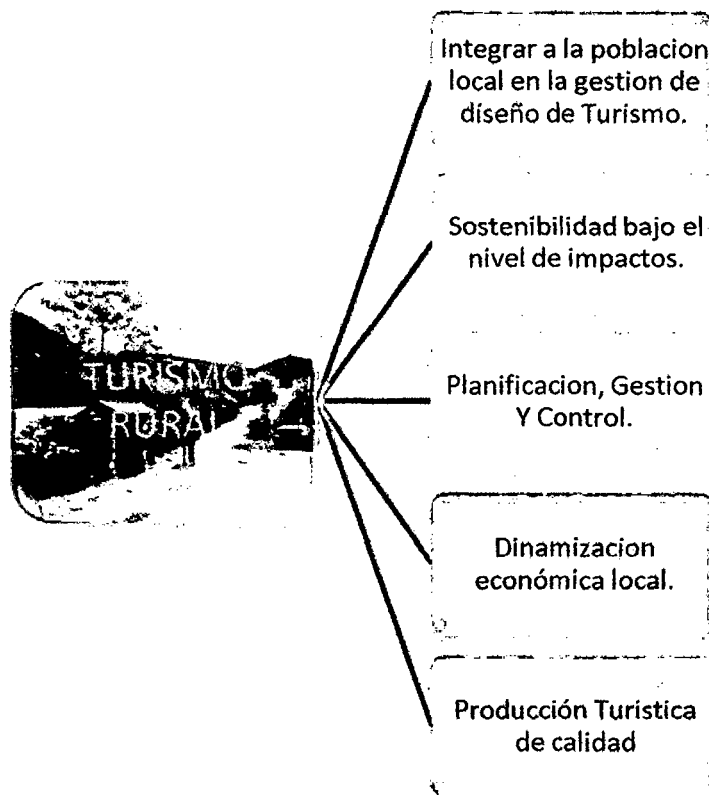 TURISMO
RURAL
Integrar a la poblacion
local en la gestion de
diseño de Turismo.
Sostenibilidad bajo el
nivel de impactos.
Planificacion, Gestion
Y Control.
Dinamizacion
económica local.
Producción Turistica
de calidad